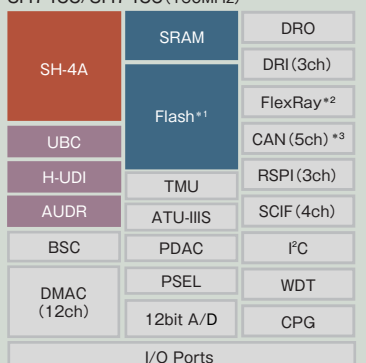 SH-4A
UBC
H-UDI
AUDR
BSC
DMAC
(12ch)
SRAM
Flash*1
TMU
ATU-IIIS
PDAC
PSEL
12bit A/D
DRO
DRI (3ch)
FlexRay*2
CAN (5ch) *3
RSPI (3ch)
SCIF (4ch)
I²C
WDT
CPG
I/O Ports